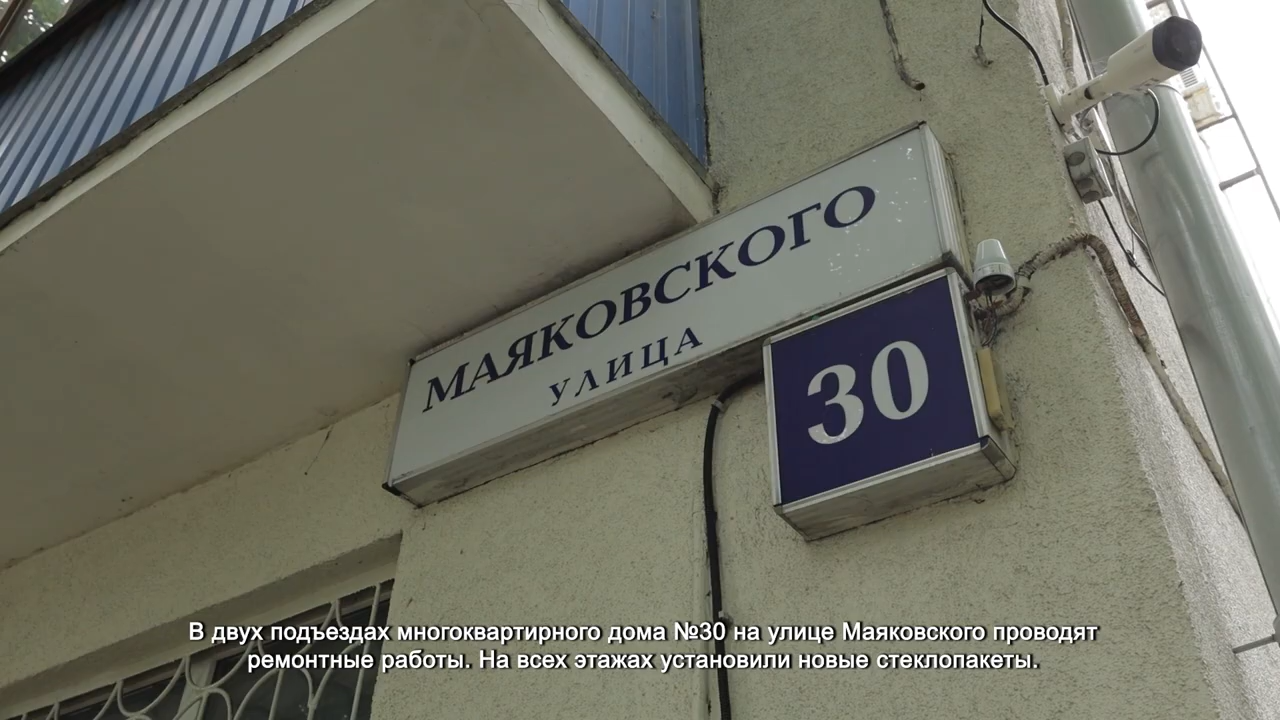 МАЯКОВСКОГО
УЛИЦА
30
В двух подъездах многоквартирного дома №30 на улице Маяковского проводят
ремонтные работы. На всех этажах установили новые стеклопакеты.